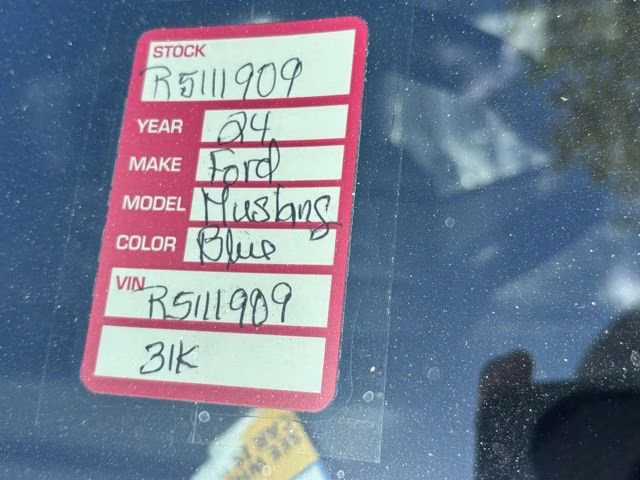 STOCK
R5111909
YEAR 24
MAKE Ford
MODEL Mustang
COLOR Blue
VIN R5111909
31K